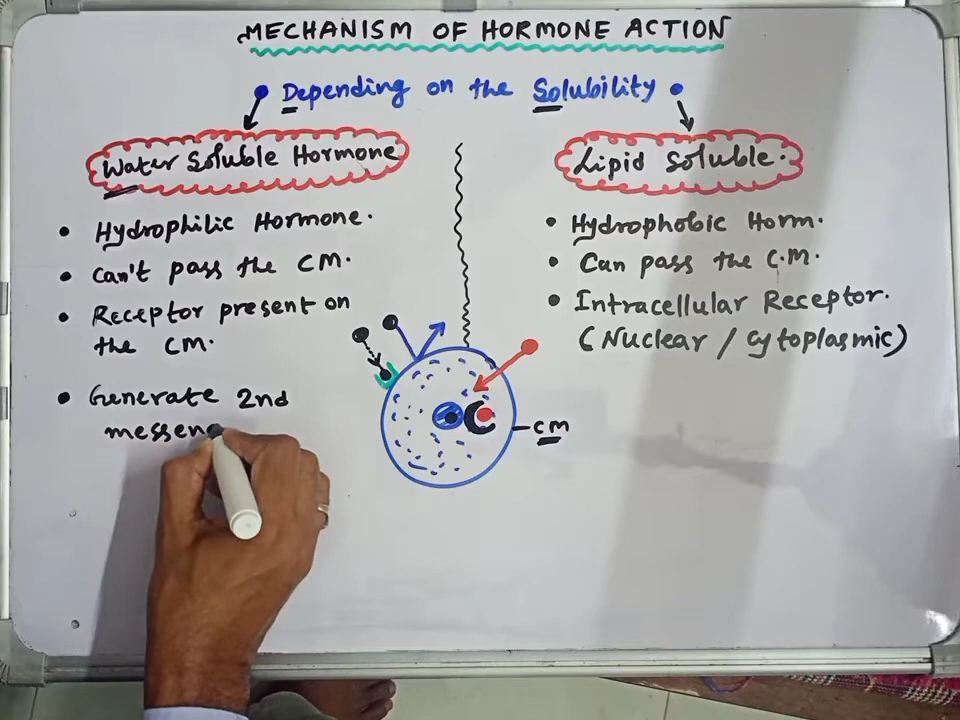 MECHANISM OF HORMONE ACTION
Depending on the Solubility
Water Soluble Hormone
• Hydrophilic Hormone.
• Can't pass the CM.
• Receptor present on
the CM.
• Generate 2nd
messen
Lipid Soluble.
• Hydrophobic Horm.
• Can pass the C.M.
• Intracellular Receptor.
(Nuclear / Cytoplasmic)
CM